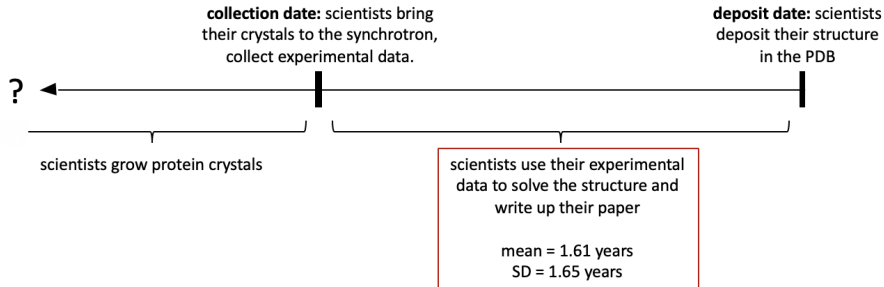 collection date: scientists bring
their crystals to the synchrotron,
collect experimental data.
deposit date: scientists
deposit their structure
in the PDB
?
scientists grow protein crystals
scientists use their experimental
data to solve the structure and
write up their paper
mean = 1.61 years
SD = 1.65 years